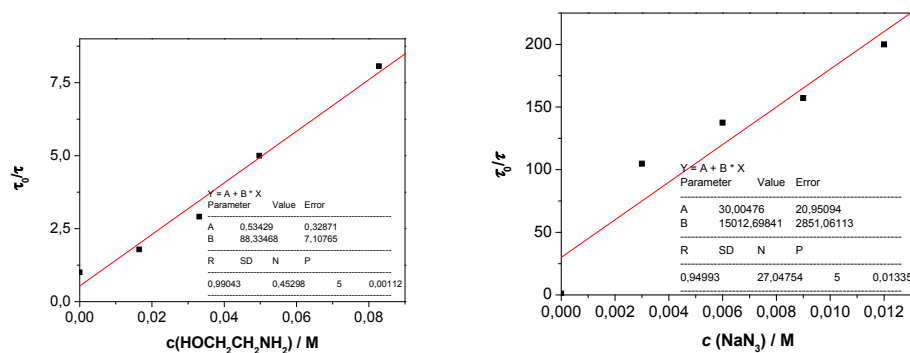 7,5
5,0
2,5
0,0
τ₀/τ
Y = A + B * X
Parameter Value Error
A 0,53429 0,32871
B 88,33468 7,10765
R SD N P
0,99043 0,45298 5 0,00112
0,00 0,02 0,04 0,06 0,08
c(HOCH₂CH₂NH₂) / M
200
150
100
50
0
τ₀/τ
Y = A + B * X
Parameter Value Error
A 30,00476 20,95094
B 15012,69841 2851,06113
R SD N P
0,94993 27,04754 5 0,01335
0,000 0,002 0,004 0,006 0,008 0,010 0,012
c (NaN₃) / M